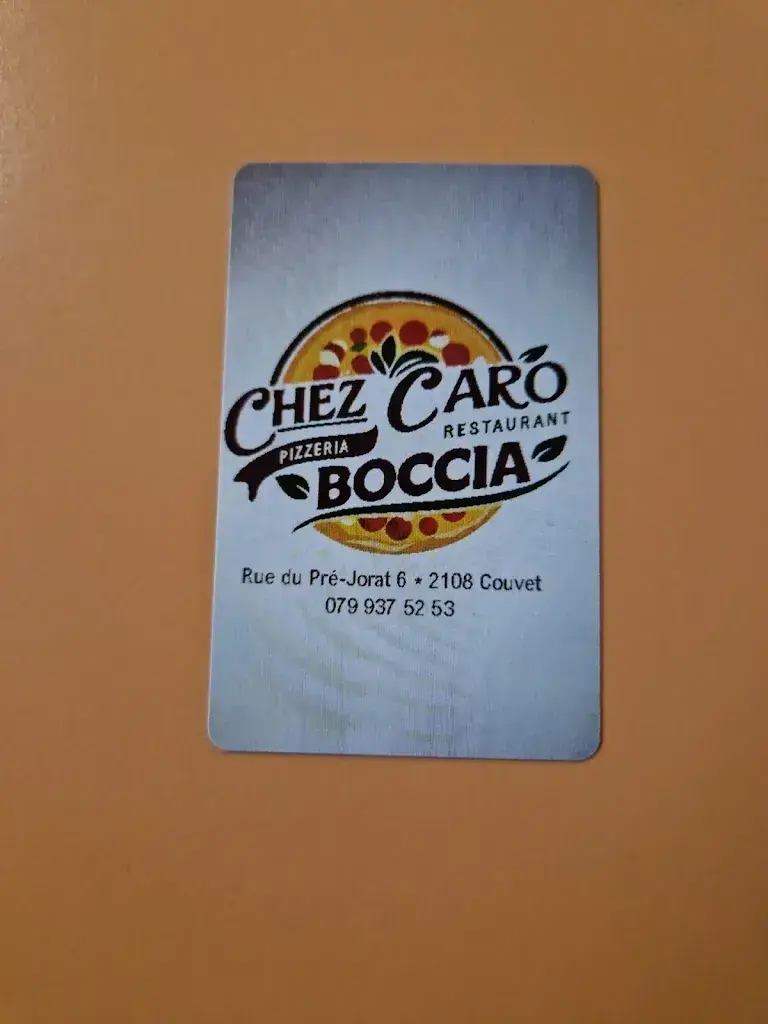 CHEZ CARO
RESTAURANT
PIZZERIA
BOCCIA
Rue du Pré-Jorat 6 * 2108 Couvet
079 937 52 53